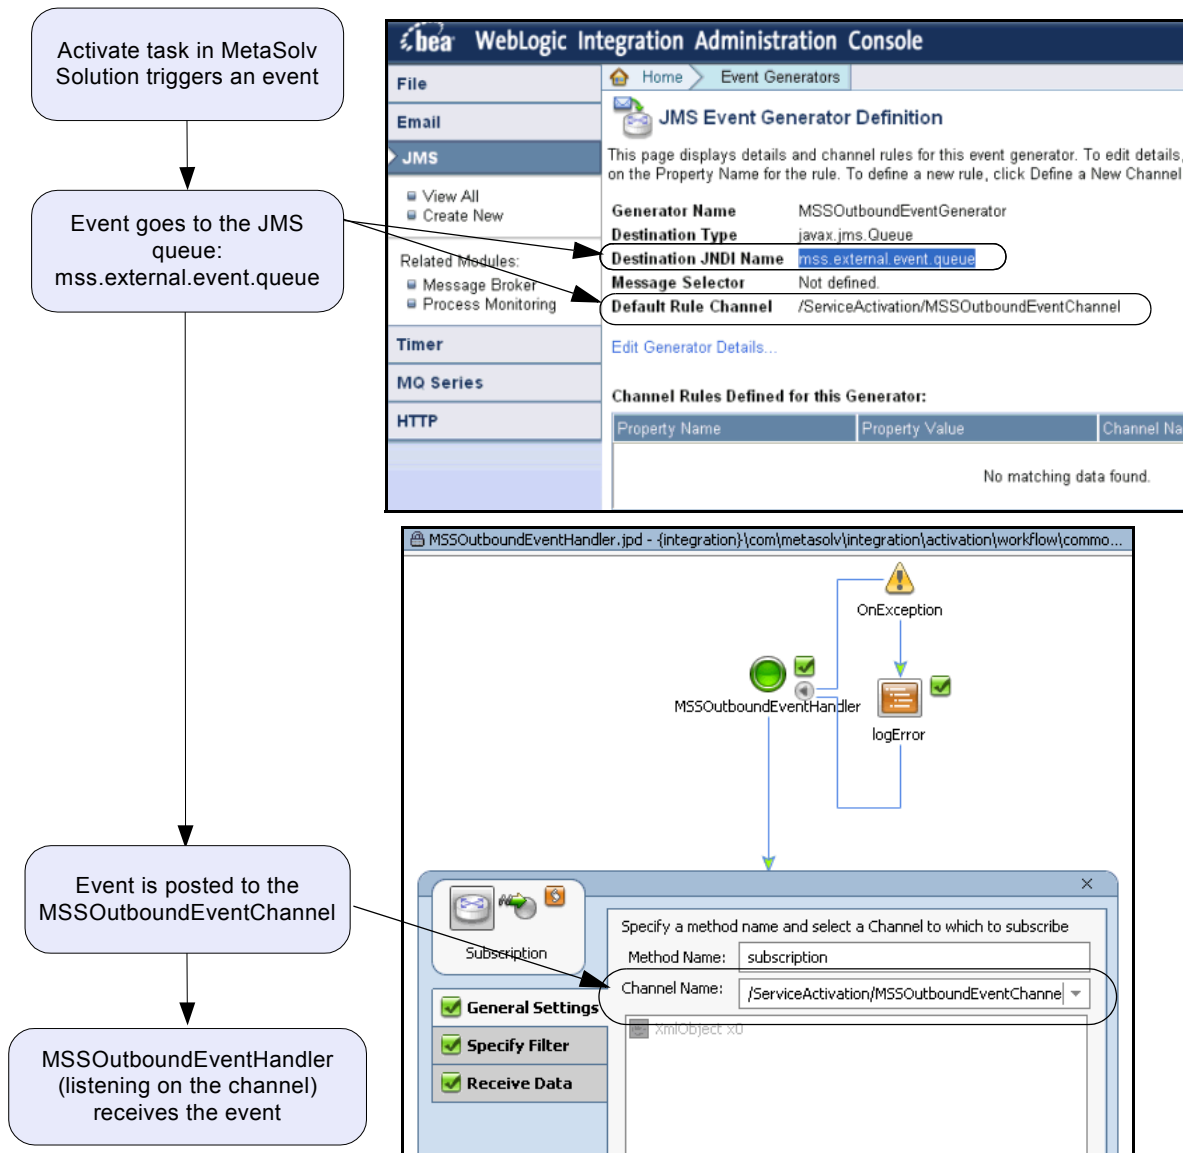 Activate task in MetaSolv
Solution triggers an event
Event goes to the JMS
queue:
mss.external.event.queue
Event is posted to the
MSSOutboundEventChannel
MSSOutboundEventHandler
(listening on the channel)
receives the event
bea WebLogic Integration Administration Console
File
Email
JMS
View All
Create New
Related Modules:
Message Broker
Process Monitoring
Timer
MQ Series
HTTP
Home Event Generators
JMS Event Generator Definition
This page displays details and channel rules for this event generator. To edit details,
on the Property Name for the rule. To define a new rule, click Define a New Channel
Generator Name MSSOutboundEventGenerator
Destination Type javax.jms.Queue
Destination JNDI Name mss.external.event.queue
Message Selector Not defined.
Default Rule Channel /ServiceActivation/MSSOutboundEventChannel
Edit Generator Details...
Channel Rules Defined for this Generator:
Property Name Property Value Channel Na
No matching data found.
MSSOutboundEventHandler.jpd - {integration}\com\metasolv\integration\activation\workflow\commo...
OnException
MSSOutboundEventHandler
logError
Subscription
General Settings
Specify Filter
Receive Data
Specify a method name and select a Channel to which to subscribe
Method Name: subscription
Channel Name: /ServiceActivation/MSSOutboundEventChanne
XmlObject x0